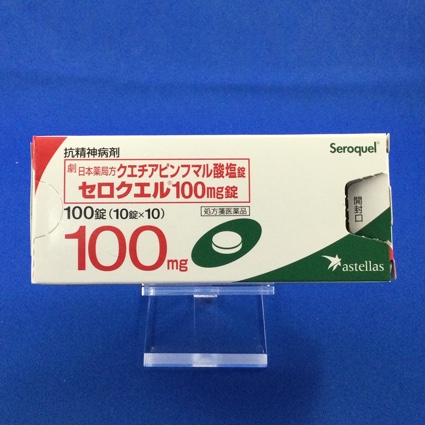 抗精神病剤
Seroquel®
劇 日本薬局方 クエチアピンフマル酸塩錠
セロクエル®100mg錠
100錠(10錠×10)
処方箋医薬品
100mg
開封口
astellas